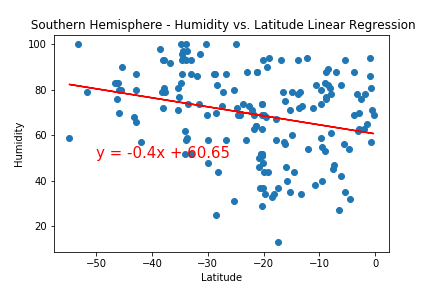 Southern Hemisphere - Humidity vs. Latitude Linear Regression
100
80
60
40
20
Humidity
y = -0.4x + 60.65
−50
−40
−30
−20
−10
0
Latitude